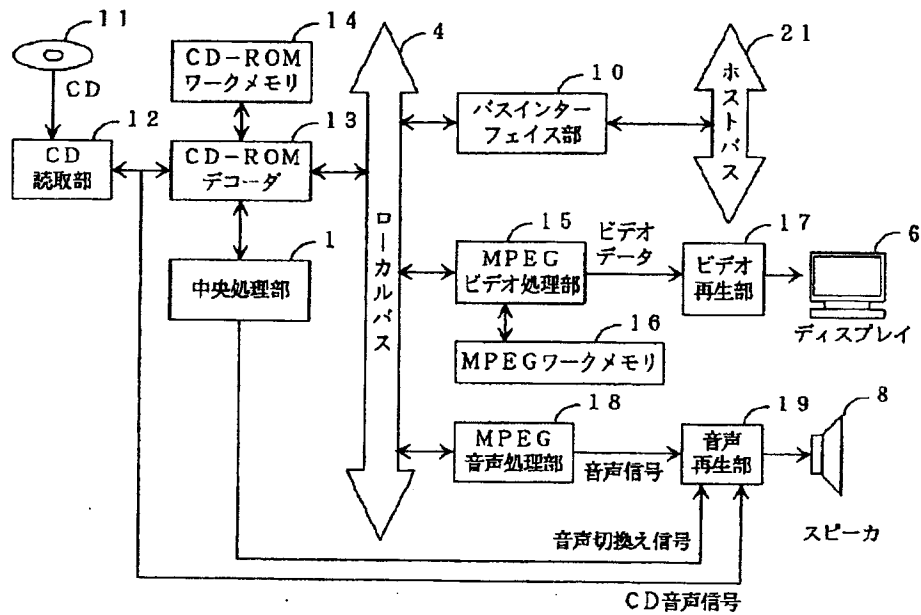 11
CD
14
CD-ROM
ワークメモリ
4
21
ホストバス
12
CD
読取部
13
CD-ROM
デコーダ
10
バスインター
フェイス部
ローカルバス
1
中央処理部
15
MPEG
ビデオ処理部
ビデオ
データ
17
ビデオ
再生部
6
ディスプレイ
16
MPEGワークメモリ
18
MPEG
音声処理部
音声信号
19
音声
再生部
8
スピーカ
音声切換え信号
CD音声信号